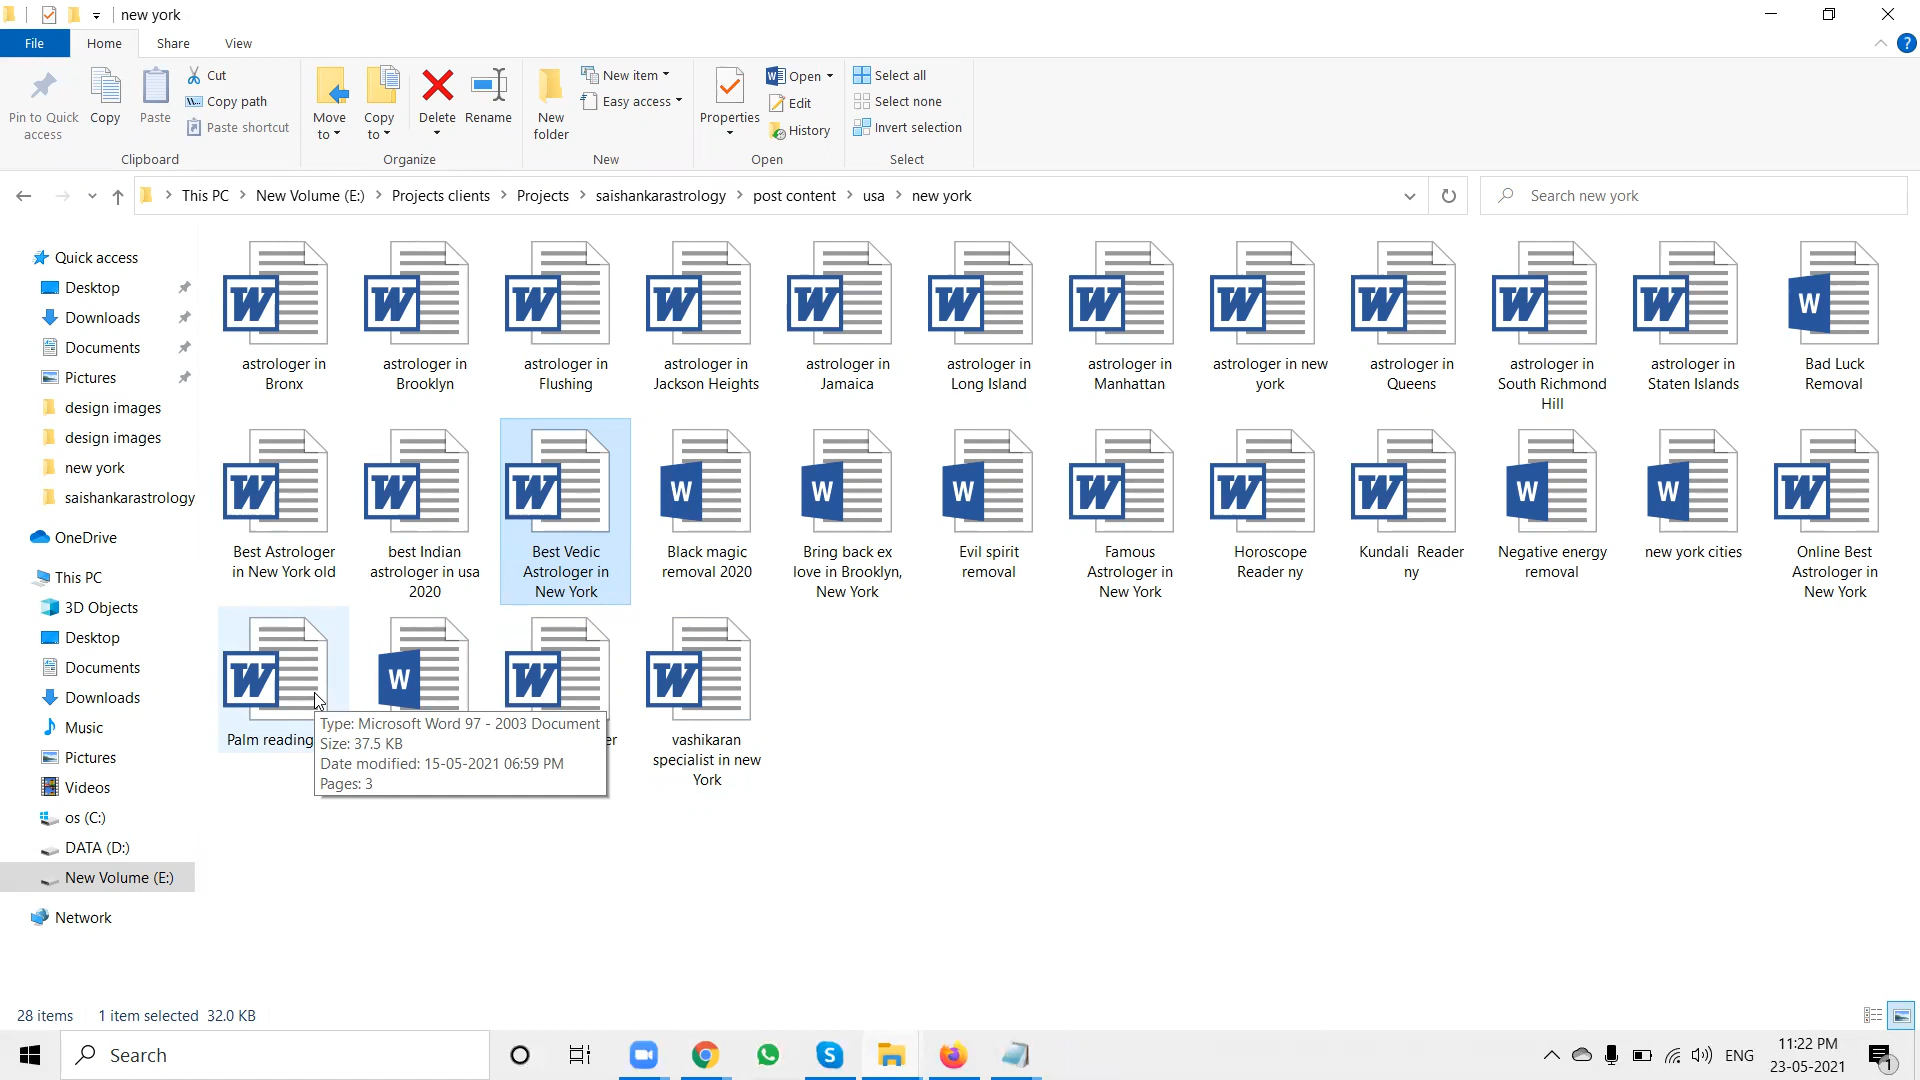 new york
File
Home
Share
View
Pin to Quick
access
Copy
Paste
Cut
Copy path
Paste shortcut
Clipboard
Move
to
Copy
to
Delete
Rename
Organize
New
folder
New item
Easy access
New
Properties
Open
Edit
History
Open
Select all
Select none
Invert selection
Select
This PC
New Volume (E:)
Projects clients
Projects
saishankarastrology
post content
usa
new york
Search new york
Quick access
Desktop
Downloads
Documents
Pictures
design images
design images
new york
saishankarastrology
OneDrive
This PC
3D Objects
Desktop
Documents
Downloads
Music
Pictures
Videos
os (C:)
DATA (D:)
New Volume (E:)
Network
astrologer in
Bronx
astrologer in
Brooklyn
astrologer in
Flushing
astrologer in
Jackson Heights
astrologer in
Jamaica
astrologer in
Long Island
astrologer in
Manhattan
astrologer in new
york
astrologer in
Queens
astrologer in
South Richmond
Hill
astrologer in
Staten Islands
Bad Luck
Removal
Best Astrologer
in New York old
best Indian
astrologer in usa
2020
Best Vedic
Astrologer in
New York
Black magic
removal 2020
Bring back ex
love in Brooklyn,
New York
Evil spirit
removal
Famous
Astrologer in
New York
Horoscope
Reader ny
Kundali Reader
ny
Negative energy
removal
new york cities
Online Best
Astrologer in
New York
Palm reading
er
vashikaran
specialist in new
York
Type: Microsoft Word 97 - 2003 Document
Size: 37.5 KB
Date modified: 15-05-2021 06:59 PM
Pages: 3
28 items
1 item selected 32.0 KB
Search
ENG
11:22 PM
23-05-2021
1